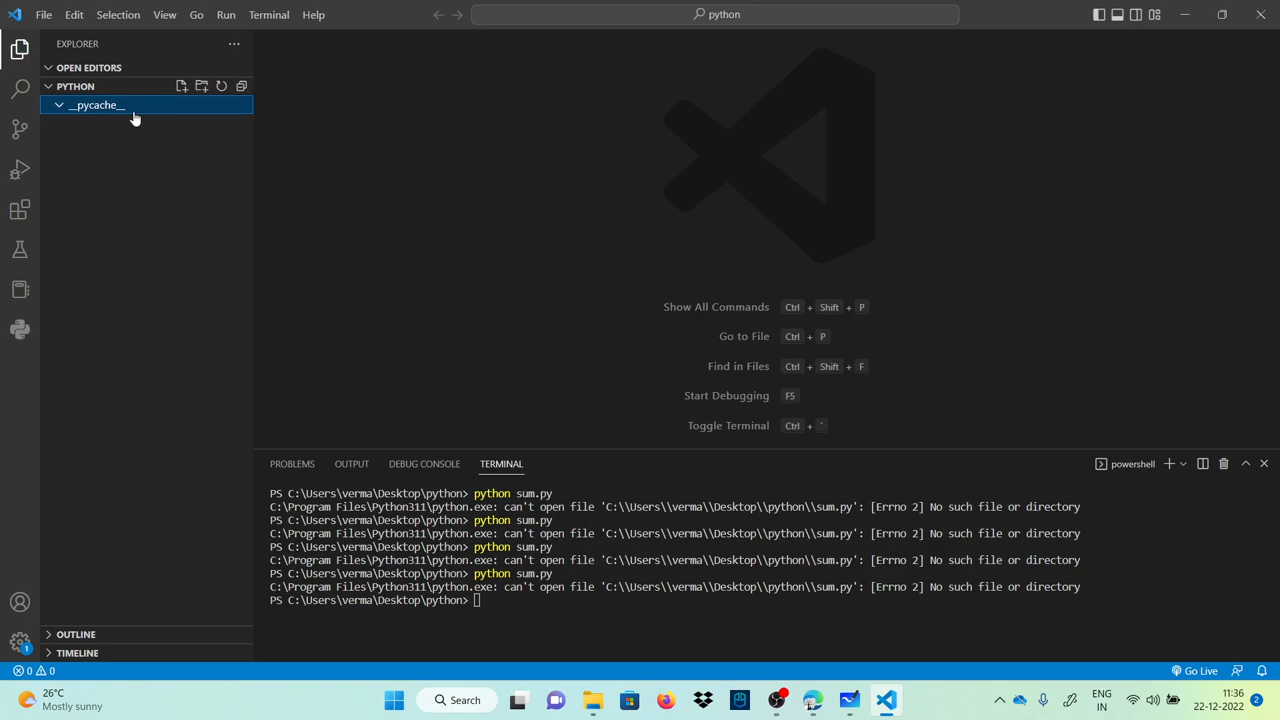 File Edit Selection View Go Run Terminal Help
python
EXPLORER
OPEN EDITORS
PYTHON
__pycache__
Show All Commands Ctrl + Shift + P
Go to File Ctrl + P
Find in Files Ctrl + Shift + F
Start Debugging F5
Toggle Terminal Ctrl + `
PROBLEMS OUTPUT DEBUG CONSOLE TERMINAL
powershell
PS C:\Users\verma\Desktop\python> python sum.py
C:\Program Files\Python311\python.exe: can't open file 'C:\\Users\\verma\\Desktop\\python\\sum.py': [Errno 2] No such file or directory
PS C:\Users\verma\Desktop\python> python sum.py
C:\Program Files\Python311\python.exe: can't open file 'C:\\Users\\verma\\Desktop\\python\\sum.py': [Errno 2] No such file or directory
PS C:\Users\verma\Desktop\python> python sum.py
C:\Program Files\Python311\python.exe: can't open file 'C:\\Users\\verma\\Desktop\\python\\sum.py': [Errno 2] No such file or directory
PS C:\Users\verma\Desktop\python> python sum.py
C:\Program Files\Python311\python.exe: can't open file 'C:\\Users\\verma\\Desktop\\python\\sum.py': [Errno 2] No such file or directory
PS C:\Users\verma\Desktop\python>
OUTLINE
1
TIMELINE
0 0
Go Live
26°C
Mostly sunny
Search
ENG
IN
11:36
22-12-2022
2